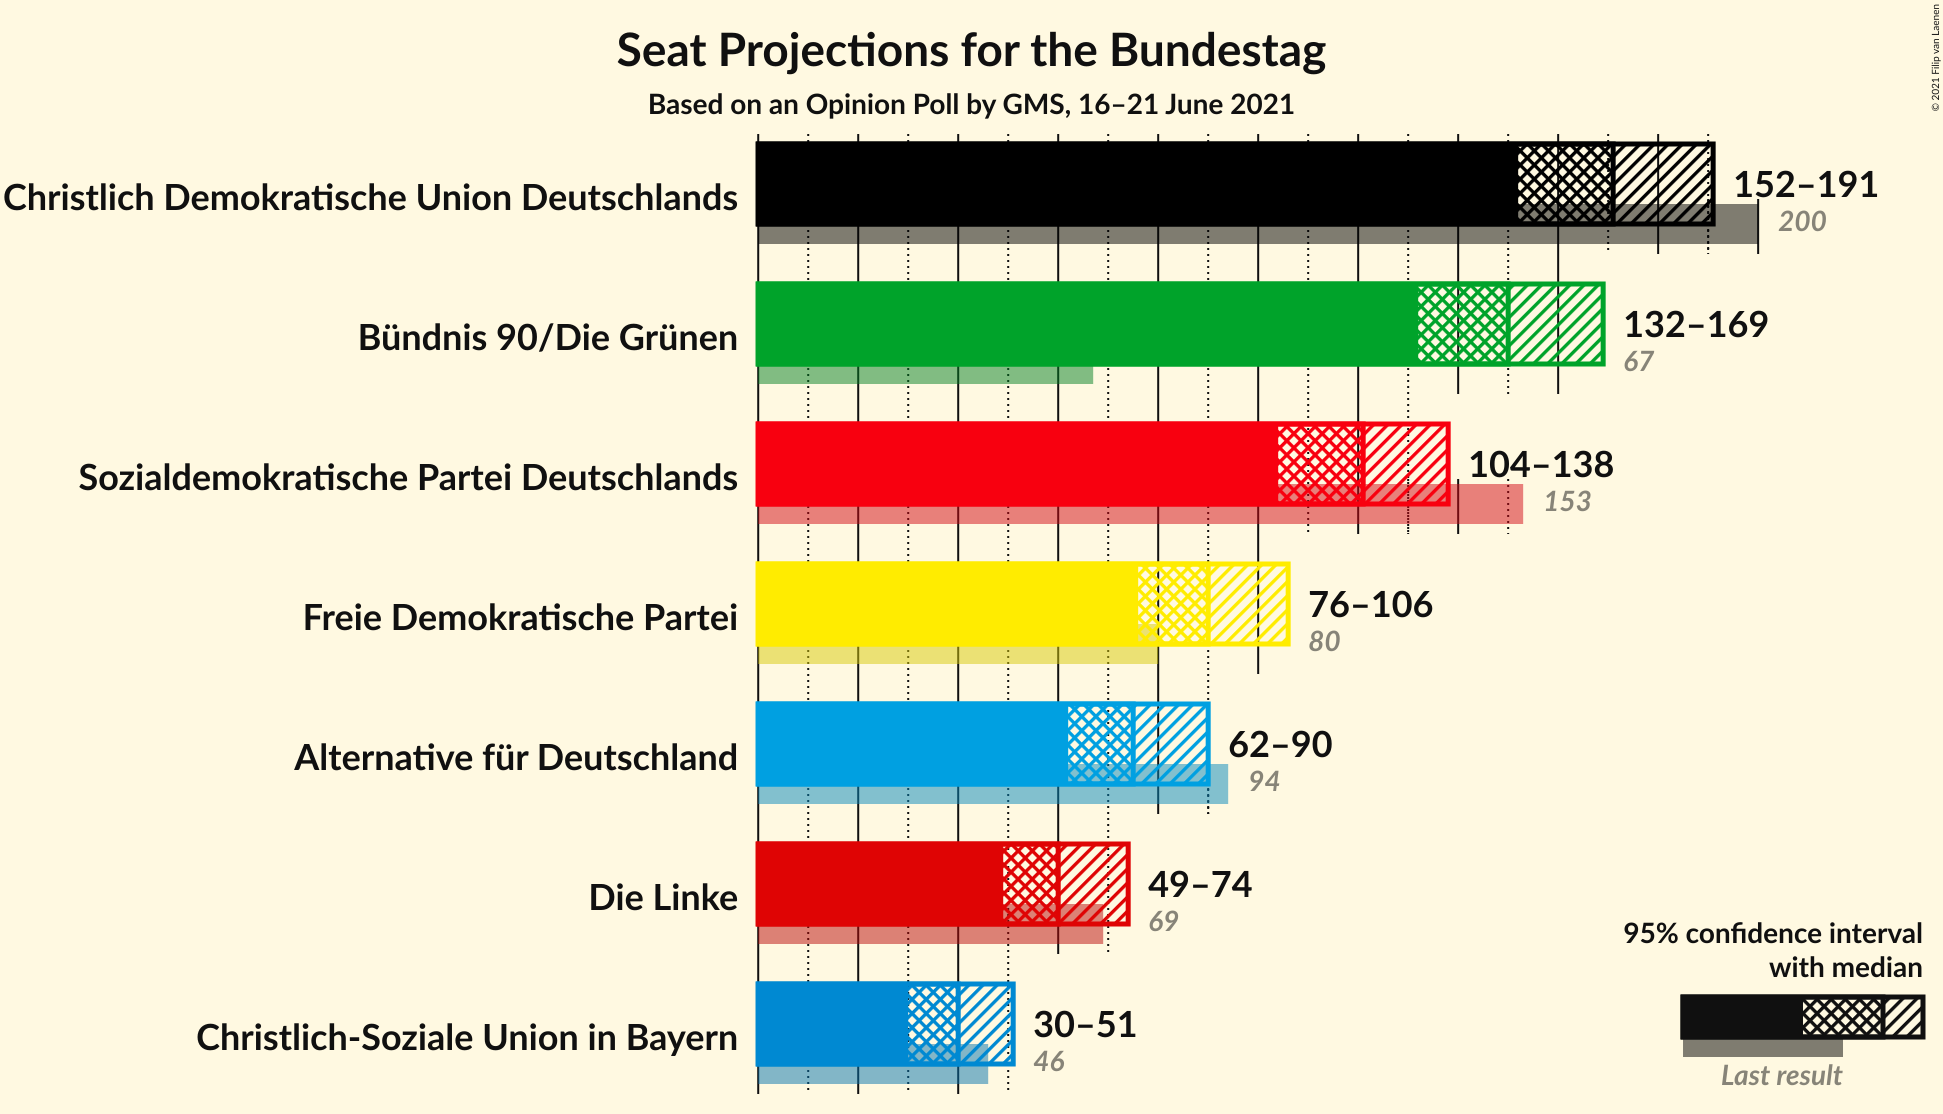 Seat Projections for the Bundestag
Based on an Opinion Poll by GMS, 16–21 June 2021
© 2021 Filip van Laenen
Christlich Demokratische Union Deutschlands
152–191
200
Bündnis 90/Die Grünen
132–169
67
Sozialdemokratische Partei Deutschlands
104–138
153
Freie Demokratische Partei
76–106
80
Alternative für Deutschland
62–90
94
Die Linke
49–74
69
Christlich-Soziale Union in Bayern
30–51
46
95% confidence interval
with median
Last result